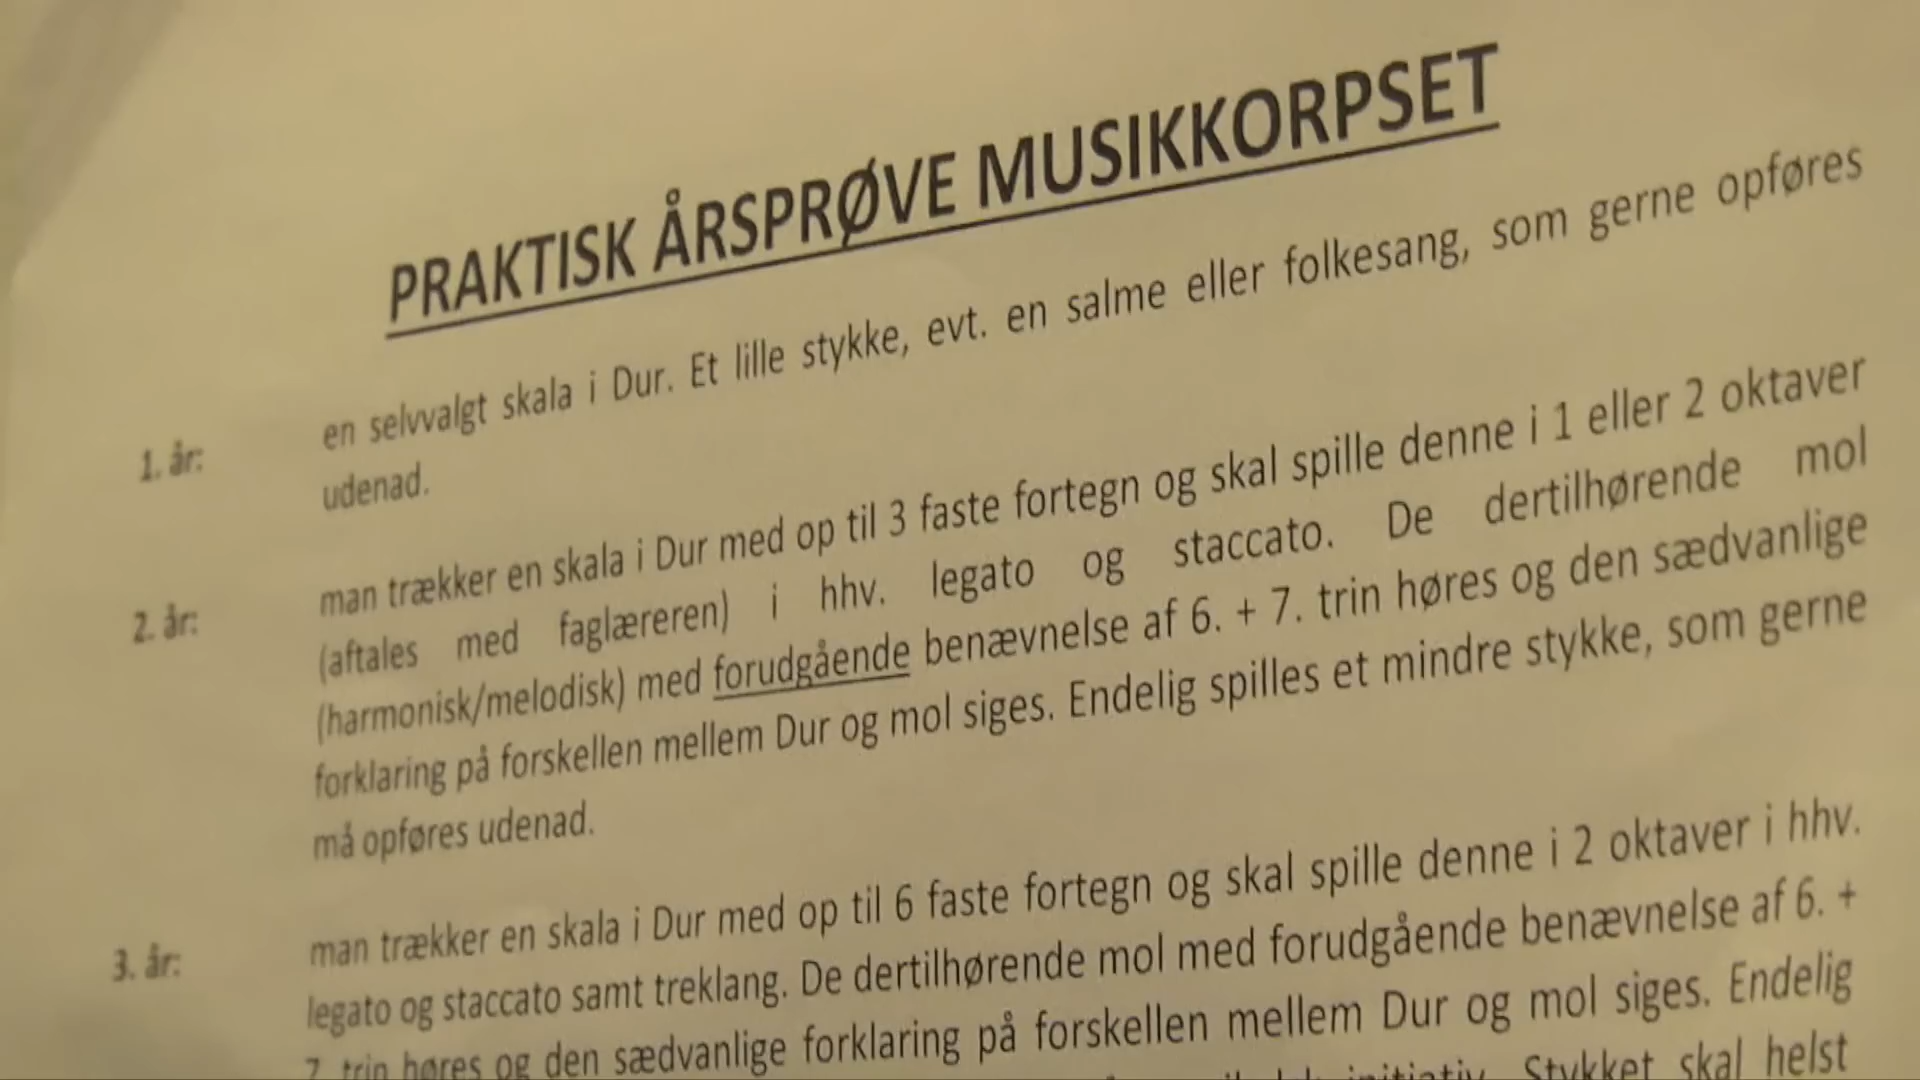 PRAKTISK ÅRSPRØVE MUSIKKORPSET
1. år: en selvvalgt skala i Dur. Et lille stykke, evt. en salme eller folkesang, som gerne opføres
udenad.
2. år: man trækker en skala i Dur med op til 3 faste fortegn og skal spille denne i 1 eller 2 oktaver
(aftales med faglæreren) i hhv. legato og staccato. De dertilhørende mol
(harmonisk/melodisk) med forudgående benævnelse af 6. + 7. trin høres og den sædvanlige
forklaring på forskellen mellem Dur og mol siges. Endelig spilles et mindre stykke, som gerne
må opføres udenad.
3. år: man trækker en skala i Dur med op til 6 faste fortegn og skal spille denne i 2 oktaver i hhv.
legato og staccato samt treklang. De dertilhørende mol med forudgående benævnelse af 6. +
7. trin høres og den sædvanlige forklaring på forskellen mellem Dur og mol siges. Endelig
initiativ. Stykket skal helst